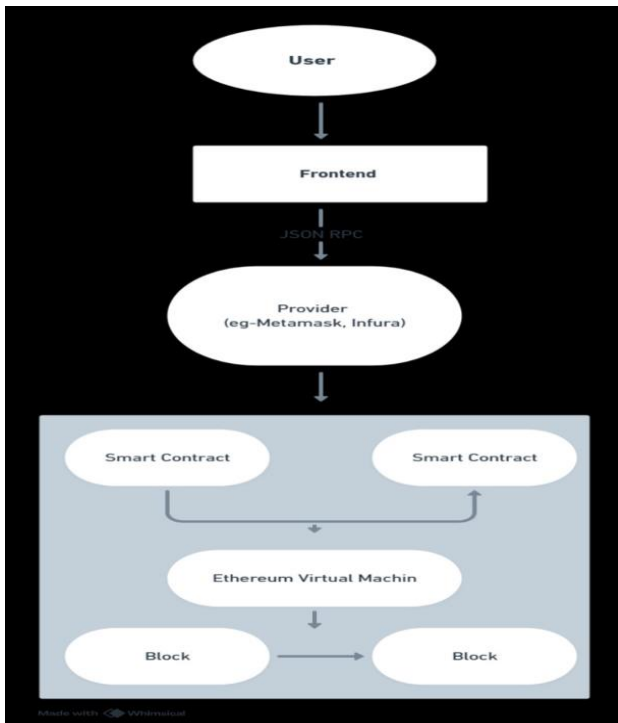 User
Frontend
JSON RPC
Provider
(eg-Metamask, Infura)
Smart Contract
Smart Contract
Ethereum Virtual Machin
Block
Block
Made with Whimsical